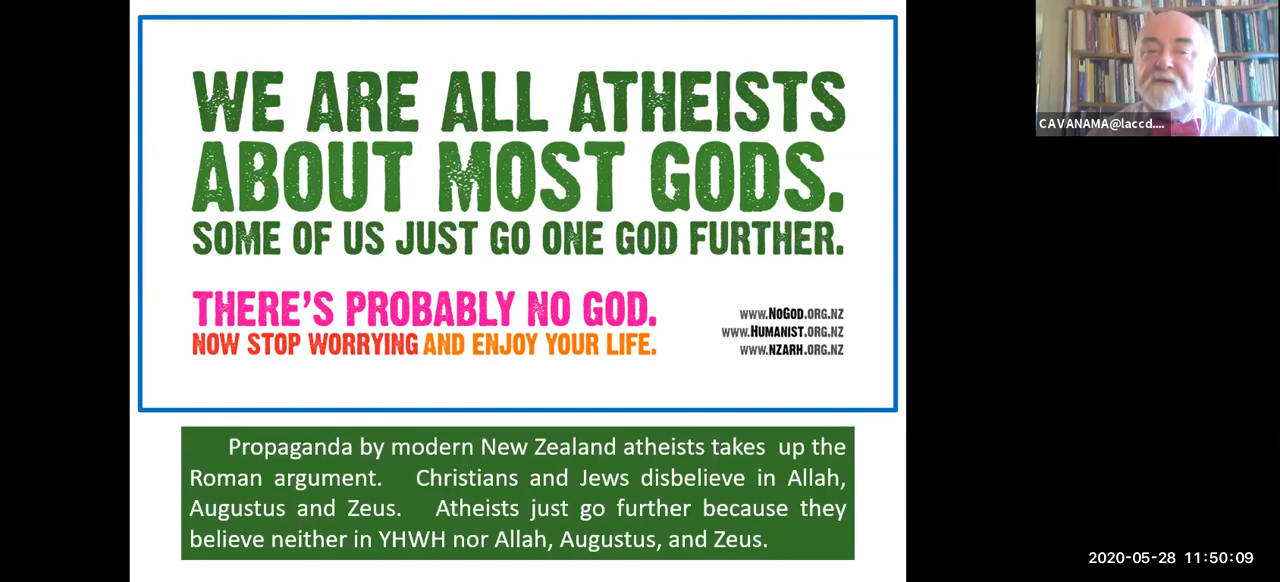 WE ARE ALL ATHEISTS
ABOUT MOST GODS.
SOME OF US JUST GO ONE GOD FURTHER.
THERE'S PROBABLY NO GOD.
NOW STOP WORRYING AND ENJOY YOUR LIFE.
www.NoGod.org.nz
www.Humanist.org.nz
www.nzarh.org.nz
Propaganda by modern New Zealand atheists takes up the
Roman argument. Christians and Jews disbelieve in Allah,
Augustus and Zeus. Atheists just go further because they
believe neither in YHWH nor Allah, Augustus, and Zeus.
CAVANAMA@laccd....
2020-05-28 11:50:09